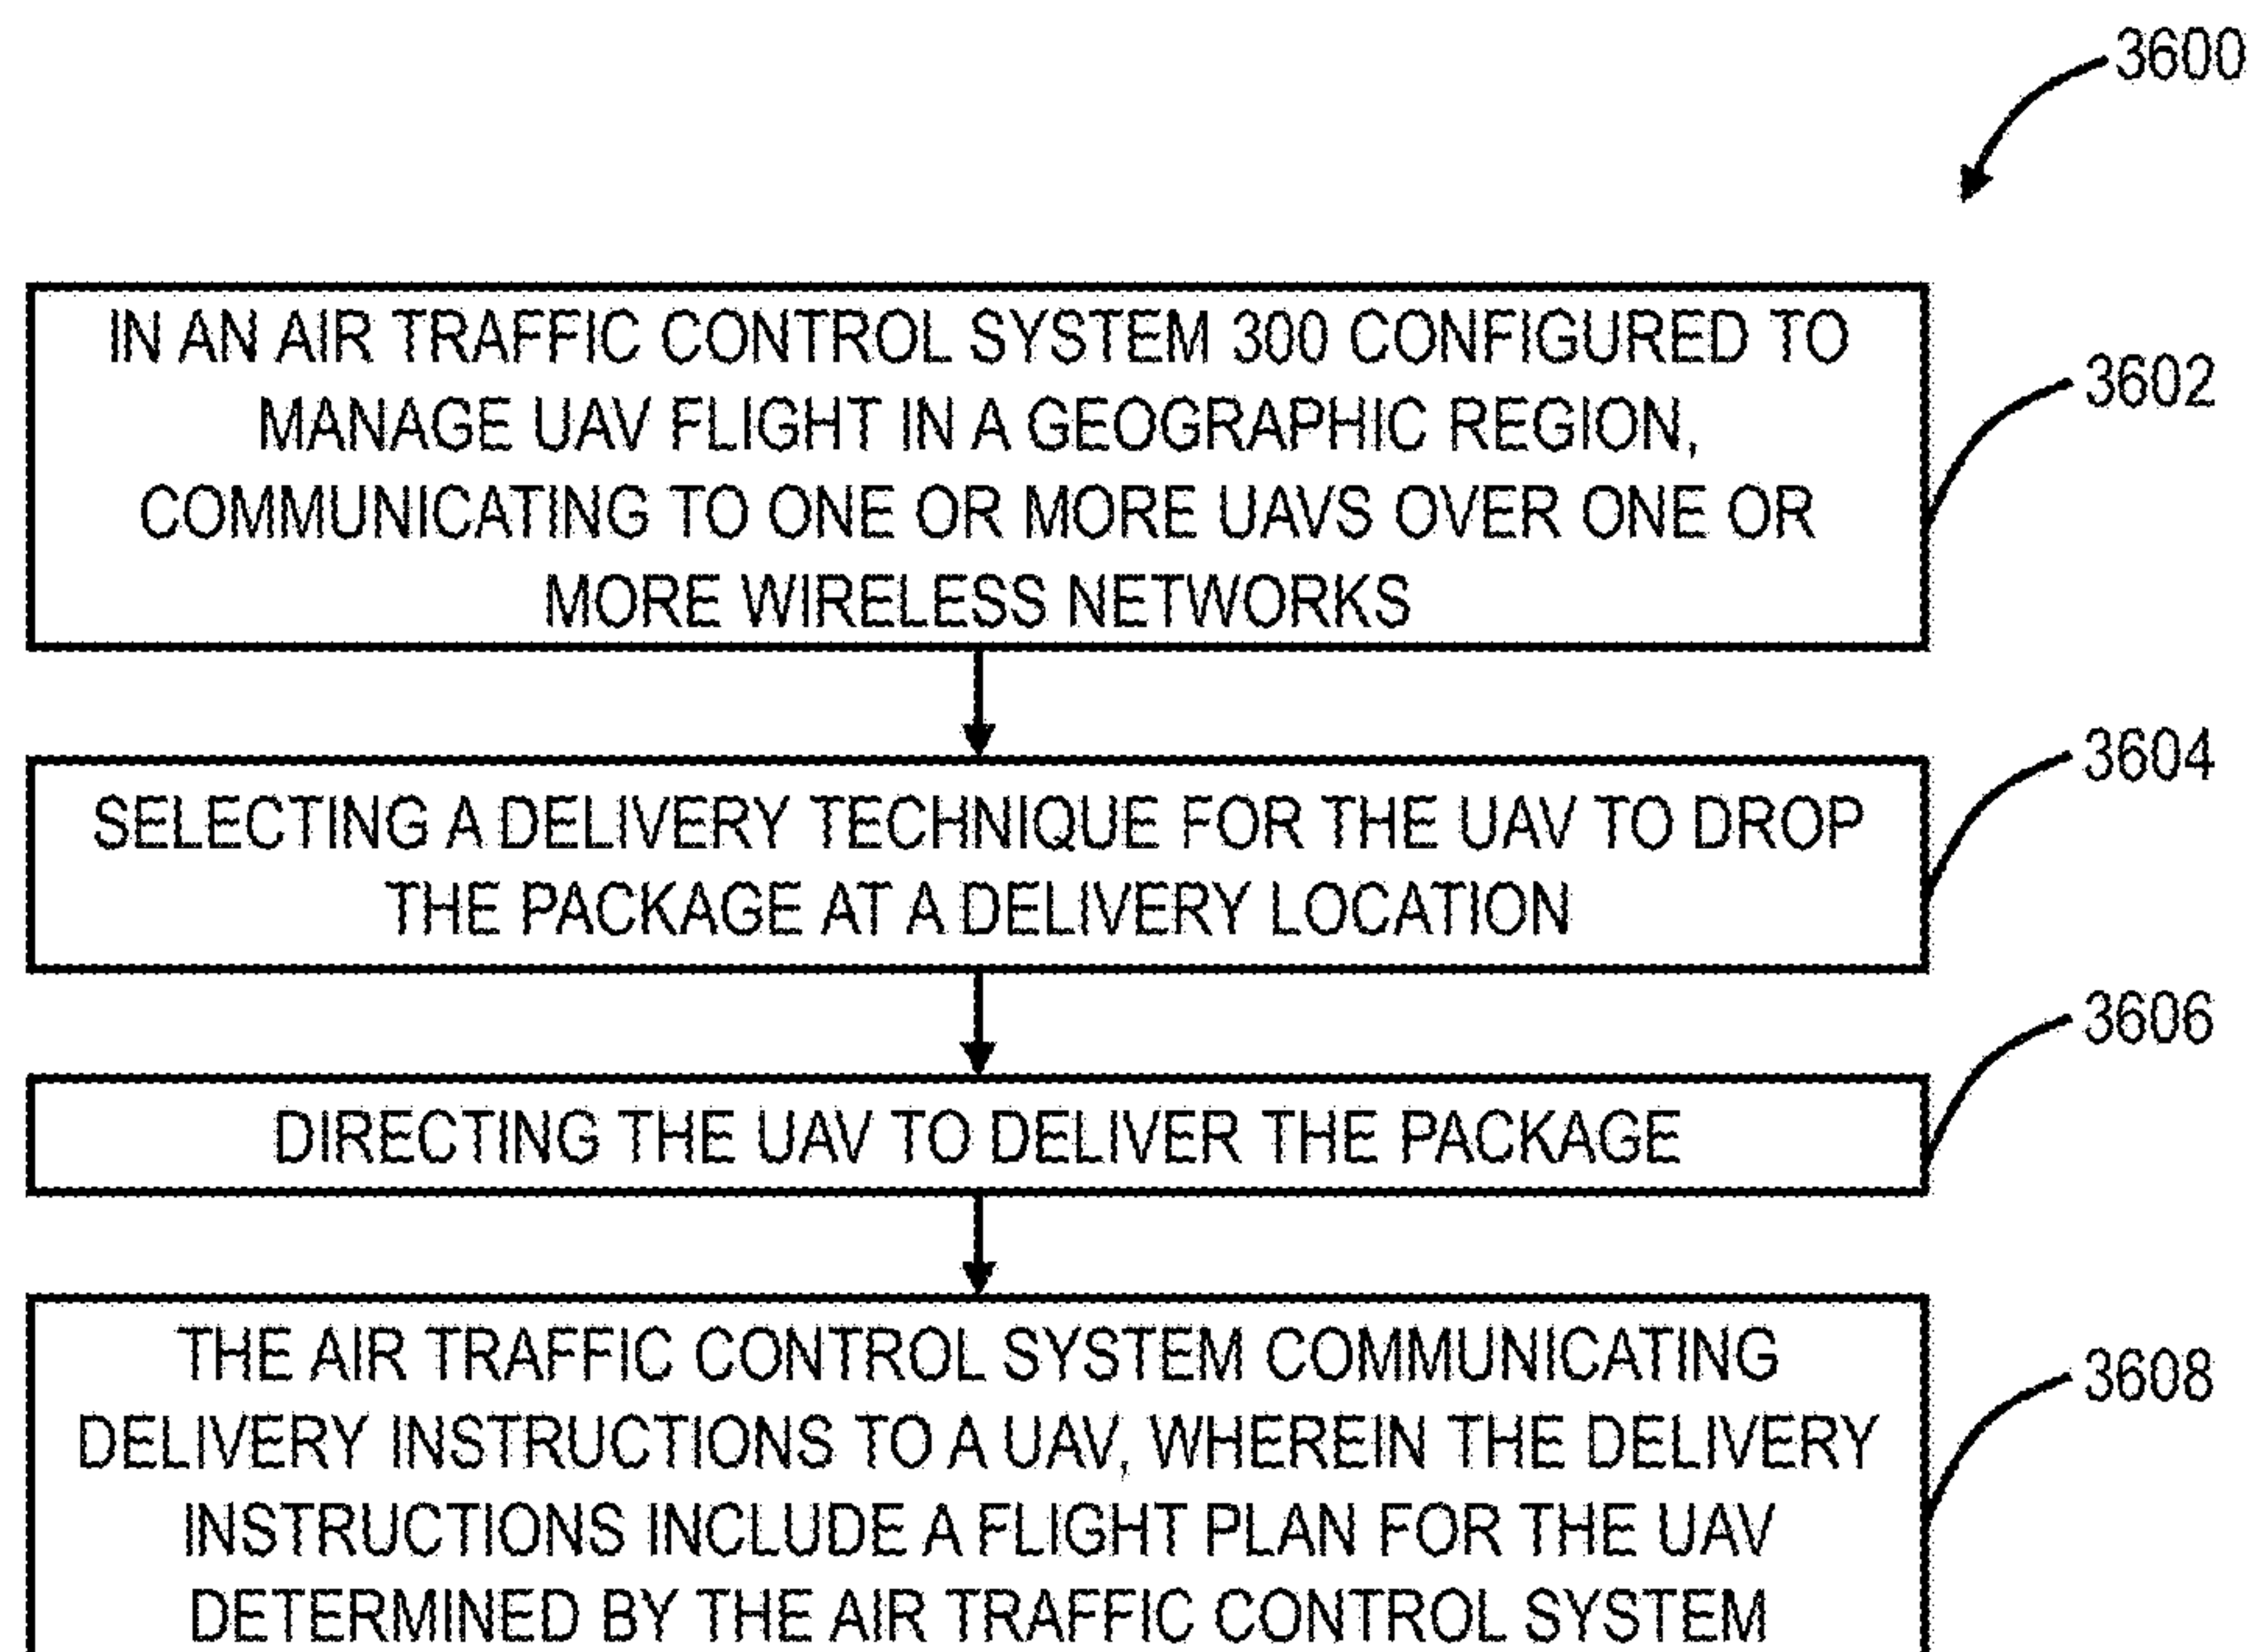 3600
IN AN AIR TRAFFIC CONTROL SYSTEM 300 CONFIGURED TO
MANAGE UAV FLIGHT IN A GEOGRAPHIC REGION,
COMMUNICATING TO ONE OR MORE UAVS OVER ONE OR
MORE WIRELESS NETWORKS
3602
SELECTING A DELIVERY TECHNIQUE FOR THE UAV TO DROP
THE PACKAGE AT A DELIVERY LOCATION
3604
DIRECTING THE UAV TO DELIVER THE PACKAGE
3606
THE AIR TRAFFIC CONTROL SYSTEM COMMUNICATING
DELIVERY INSTRUCTIONS TO A UAV, WHEREIN THE DELIVERY
INSTRUCTIONS INCLUDE A FLIGHT PLAN FOR THE UAV
DETERMINED BY THE AIR TRAFFIC CONTROL SYSTEM
3608